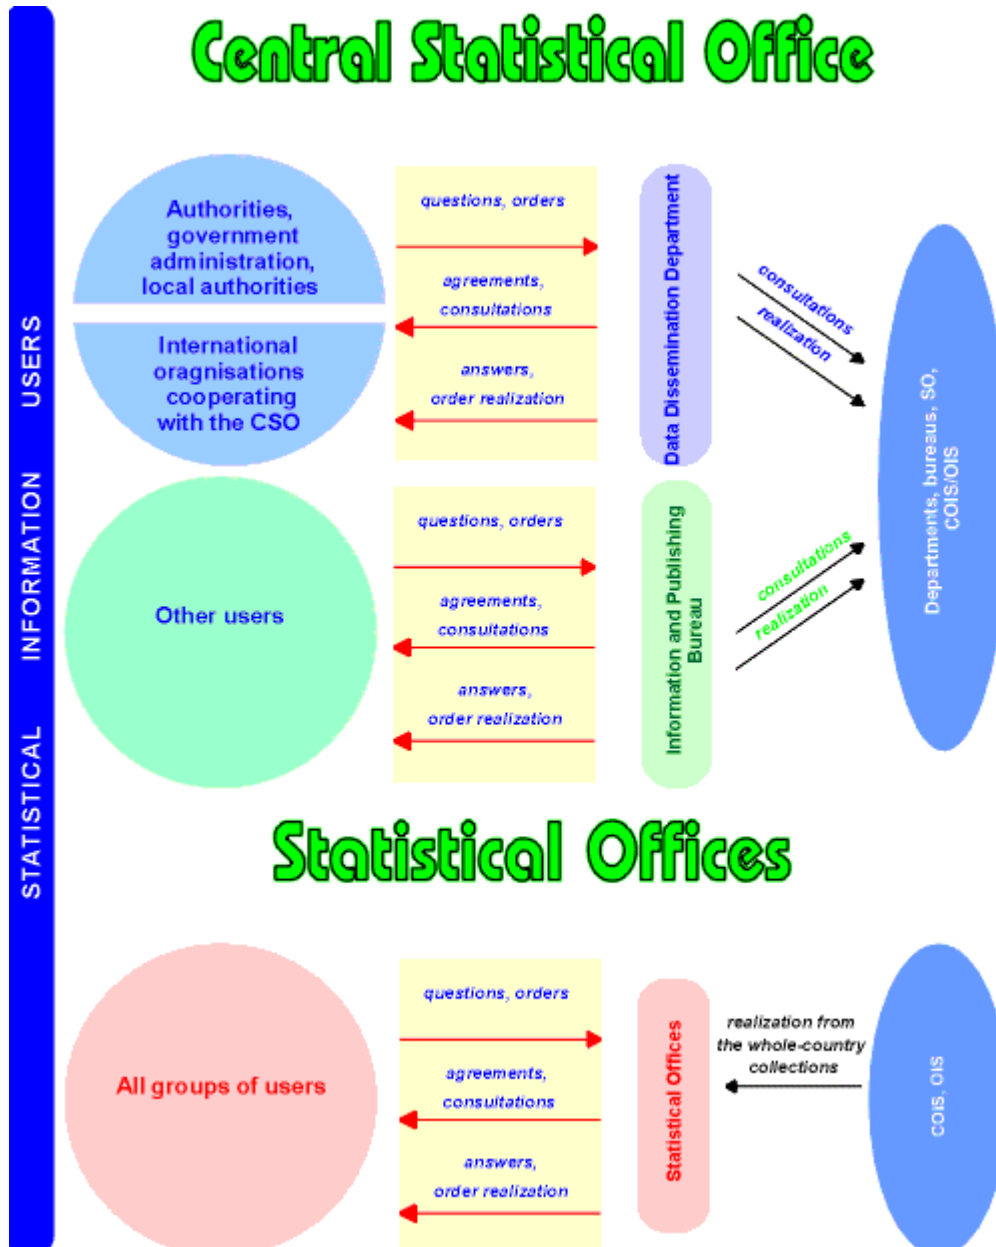 Central Statistical Office
STATISTICAL INFORMATION USERS
Authorities,
government
administration,
local authorities
International
oragnisations
cooperating
with the CSO
questions, orders
agreements,
consultations
answers,
order realization
Data Dissemination Department
consultations
realization
Departments, bureaus, SO,
COIS/OIS
Other users
questions, orders
agreements,
consultations
answers,
order realization
Information and Publishing
Bureau
consultations
realization
Statistical Offices
All groups of users
questions, orders
agreements,
consultations
answers,
order realization
Statistical Offices
realization from
the whole-country
collections
COIS, OIS